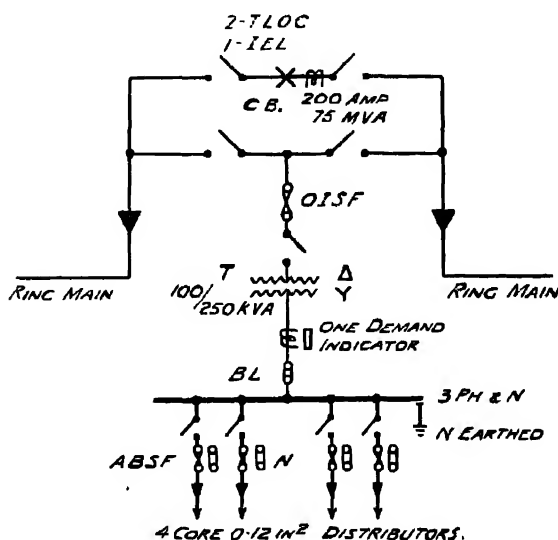 2-TLOC
1-IEL
CB.
200 AMP
75 MVA
OISF
T
Δ
100/
250 KVA
Y
RING MAIN
RING MAIN
ONE DEMAND
INDICATOR
BL
3 PH & N
N EARTHED
ABSF
N
4 CORE 0·12 IN² DISTRIBUTORS.